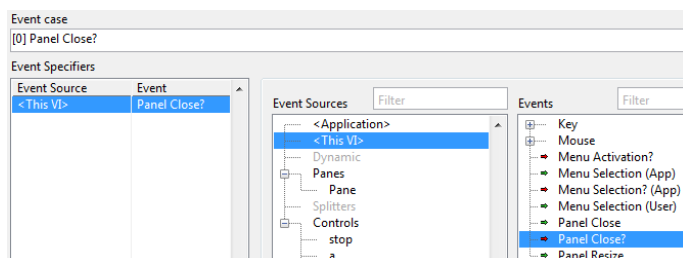 Event case
[0] Panel Close?
Event Specifiers
Event Source Event
<This VI> Panel Close?
Event Sources Filter
<Application>
<This VI>
Dynamic
Panes
Pane
Splitters
Controls
stop
a
Events Filter
Key
Mouse
Menu Activation?
Menu Selection (App)
Menu Selection? (App)
Menu Selection (User)
Panel Close
Panel Close?
Panel Resize